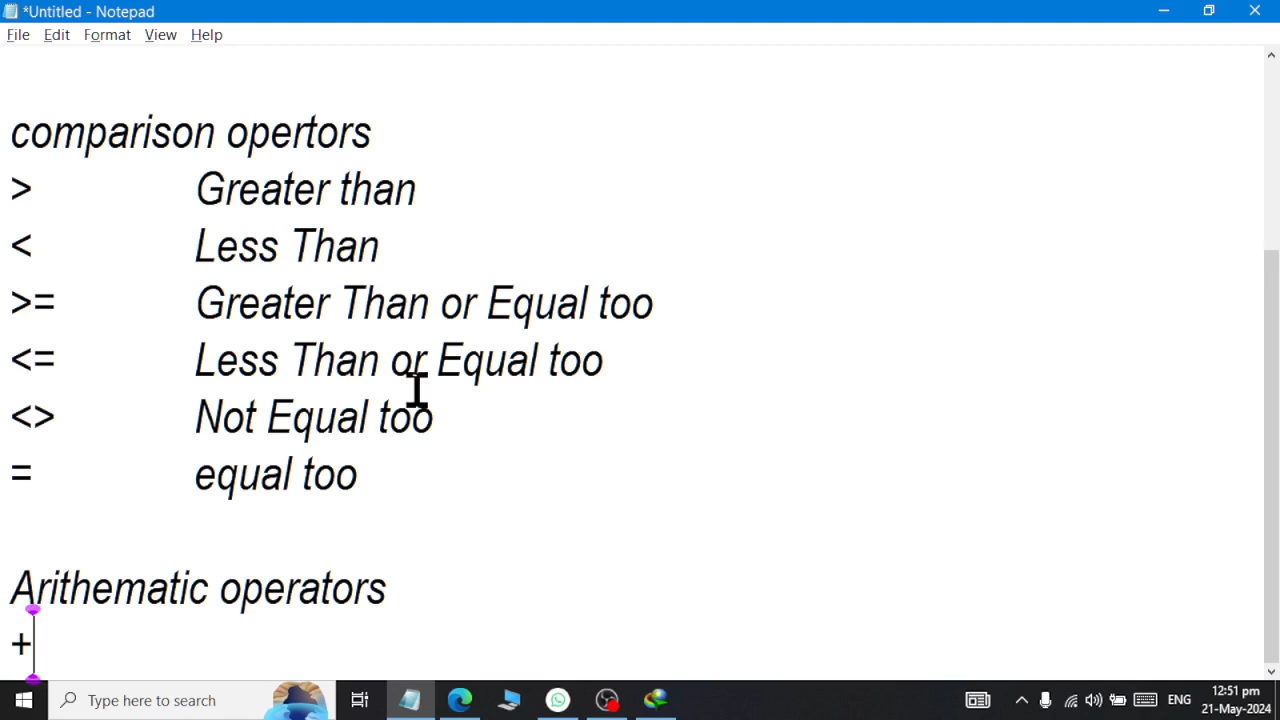 *Untitled - Notepad
File Edit Format View Help
comparison opertors
> Greater than
< Less Than
>= Greater Than or Equal too
<= Less Than or Equal too
<> Not Equal too
= equal too
Arithematic operators
+
Type here to search
ENG
12:51 pm
21-May-2024